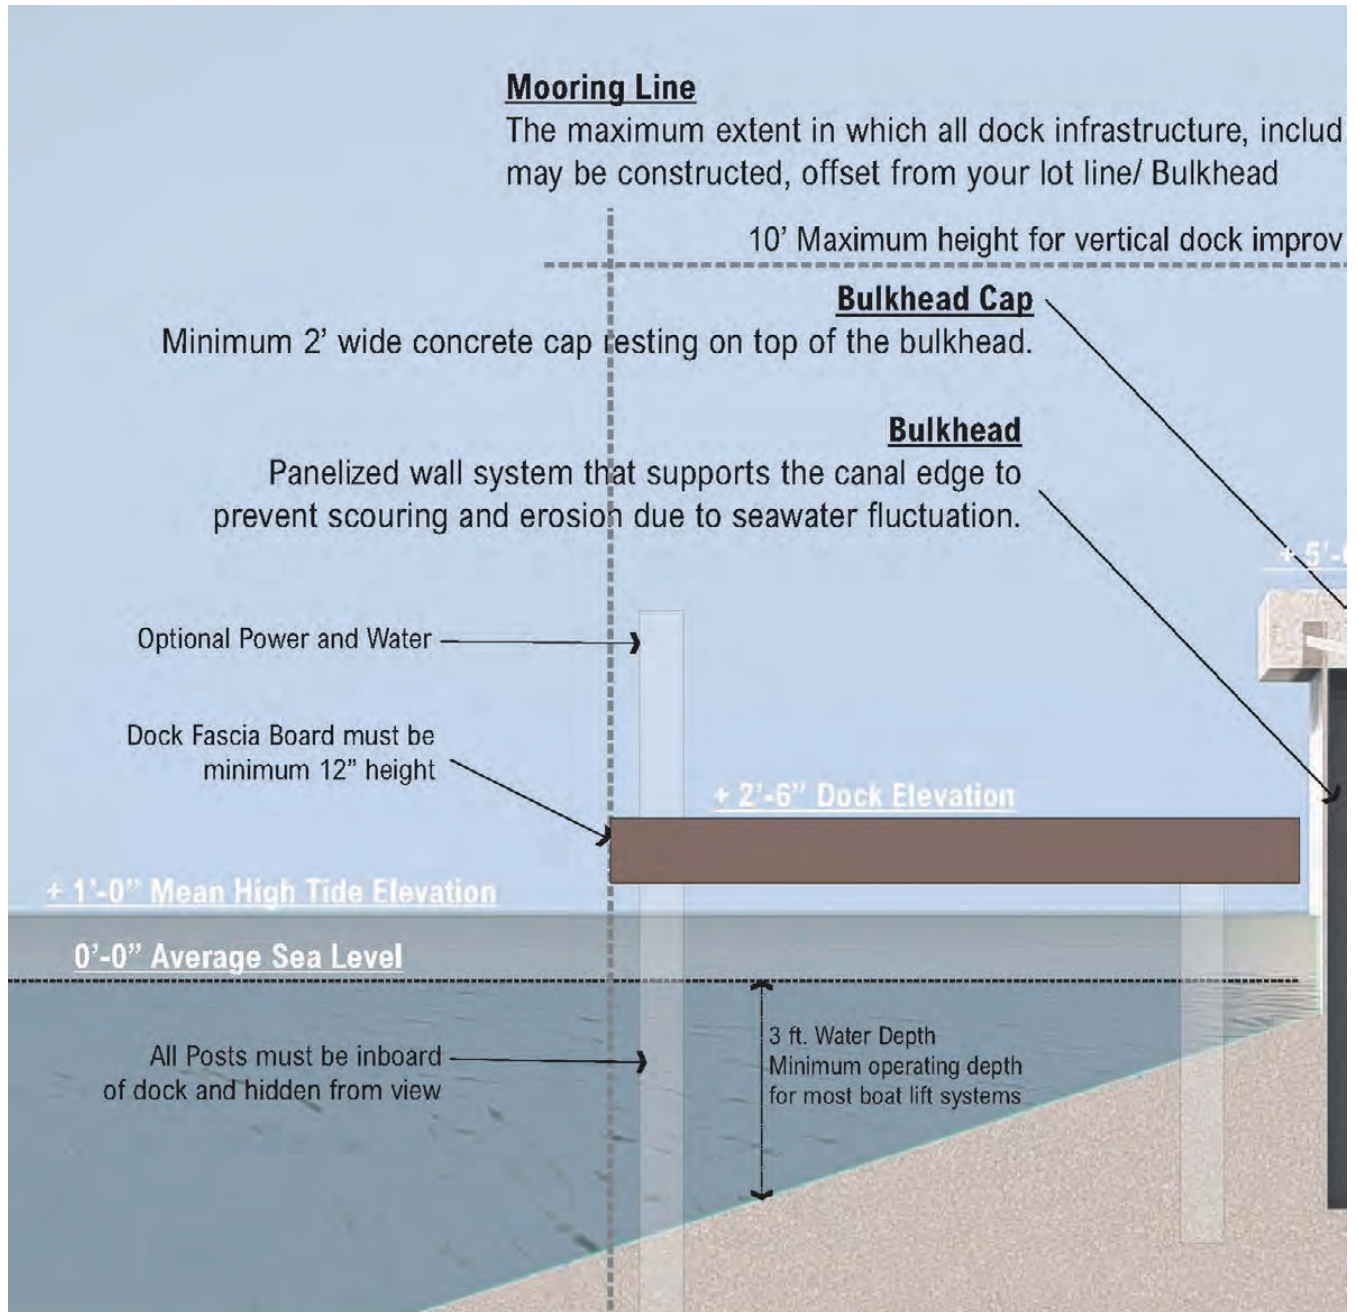 Mooring Line
The maximum extent in which all dock infrastructure, includ
may be constructed, offset from your lot line/ Bulkhead
10’ Maximum height for vertical dock improv
Bulkhead Cap
Minimum 2’ wide concrete cap resting on top of the bulkhead.
Bulkhead
Panelized wall system that supports the canal edge to
prevent scouring and erosion due to seawater fluctuation.
+ 5’-6
Optional Power and Water
Dock Fascia Board must be
minimum 12” height
+ 2’-6” Dock Elevation
+ 1’-0” Mean High Tide Elevation
0’-0” Average Sea Level
3 ft. Water Depth
Minimum operating depth
for most boat lift systems
All Posts must be inboard
of dock and hidden from view